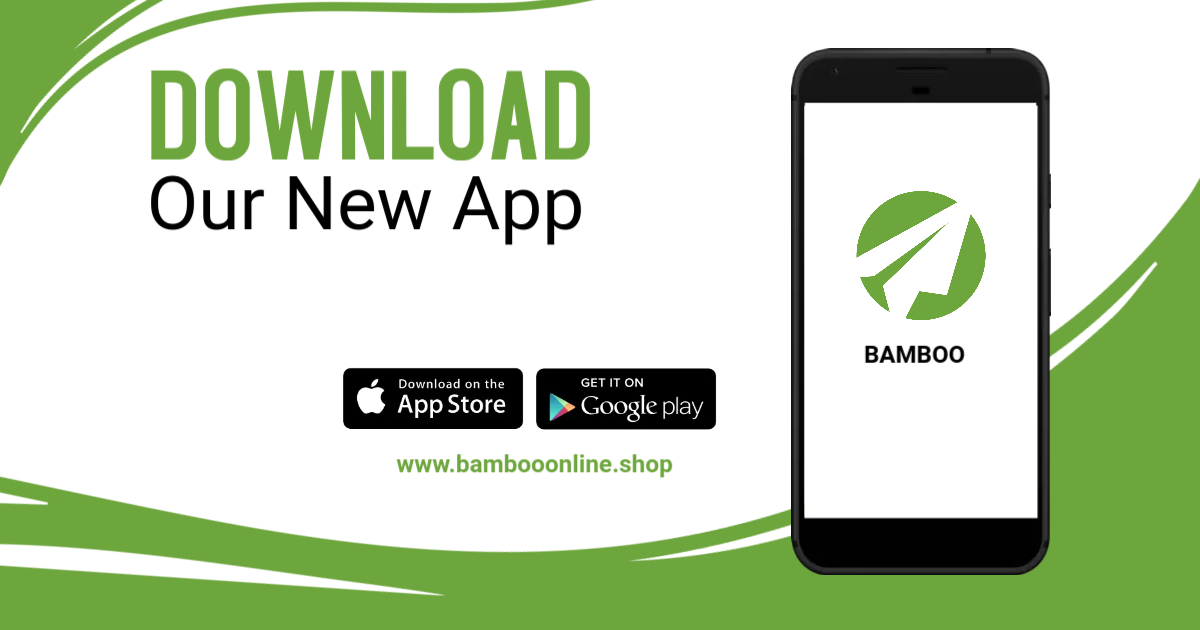 DOWNLOAD
Our New App
Download on the
App Store
GET IT ON
Google play
www.bambooonline.shop
BAMBOO